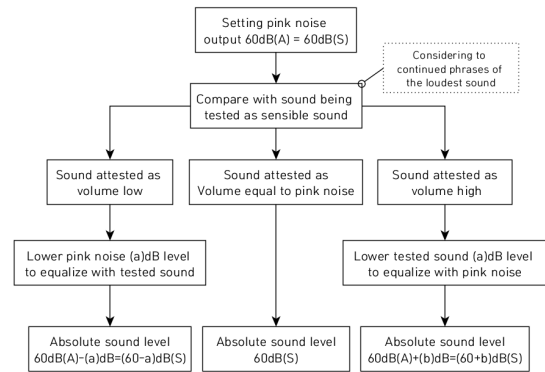 Setting pink noise
output 60dB(A) = 60dB(S)
Considering to
continued phrases of
the loudest sound
Compare with sound being
tested as sensible sound
Sound attested as
volume low
Sound attested as
Volume equal to pink noise
Sound attested as
volume high
Lower pink noise (a)dB level
to equalize with tested sound
Lower tested sound (a)dB level
to equalize with pink noise
Absolute sound level
60dB(A)-(a)dB=(60-a)dB(S)
Absolute sound level
60dB(S)
Absolute sound level
60dB(A)+(b)dB=(60+b)dB(S)